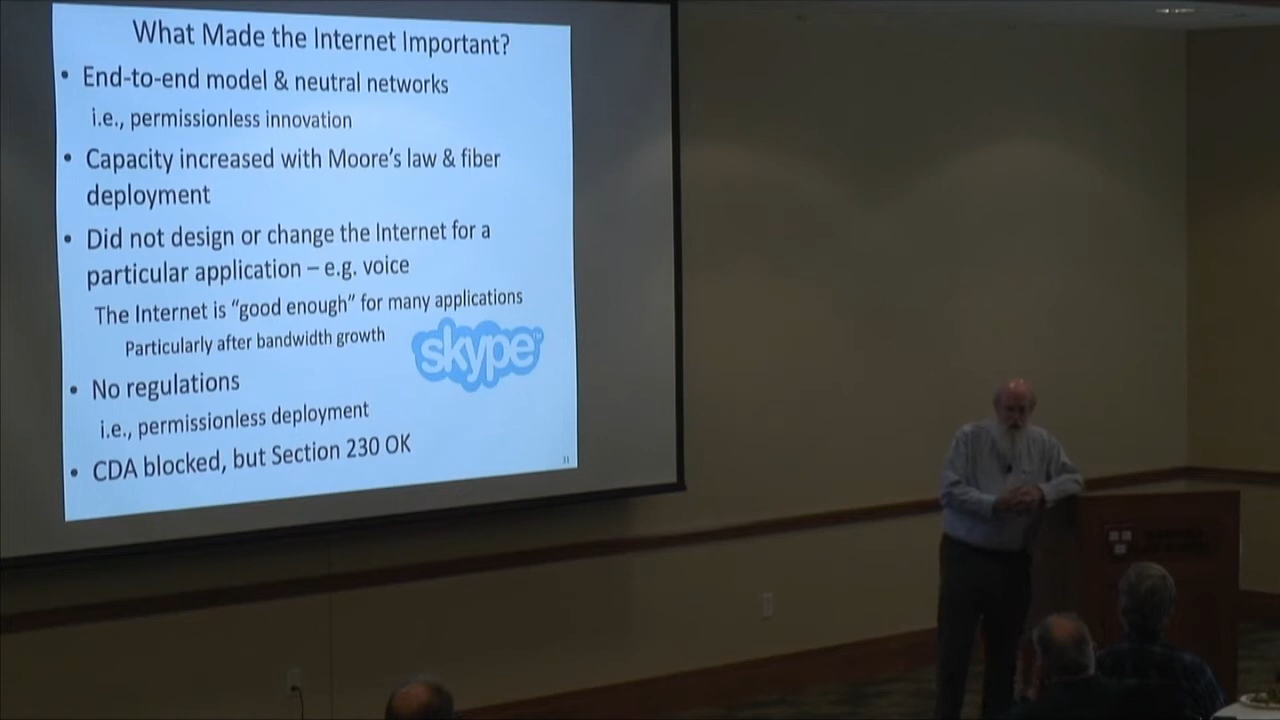 What Made the Internet Important?
• End-to-end model & neutral networks
i.e., permissionless innovation
• Capacity increased with Moore's law & fiber
deployment
• Did not design or change the Internet for a
particular application – e.g. voice
The Internet is “good enough” for many applications
Particularly after bandwidth growth
skype™
• No regulations
i.e., permissionless deployment
• CDA blocked, but Section 230 OK
11